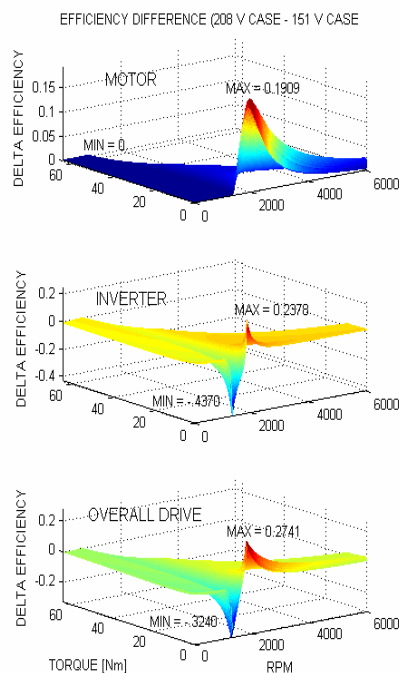 EFFICIENCY DIFFERENCE (208 V CASE - 151 V CASE
MOTOR
MAX = 0.1909
MIN = 0
DELTA EFFICIENCY
0.15
0.1
0.05
0
60
40
20
0
0
2000
4000
6000
INVERTER
MAX = 0.2378
MIN = -.4370
DELTA EFFICIENCY
0.2
0
-0.2
-0.4
60
40
20
0
0
2000
4000
6000
OVERALL DRIVE
MAX = 0.2741
MIN = -.3240
DELTA EFFICIENCY
0.2
0
-0.2
60
40
20
0
0
2000
4000
6000
TORQUE [Nm]
RPM